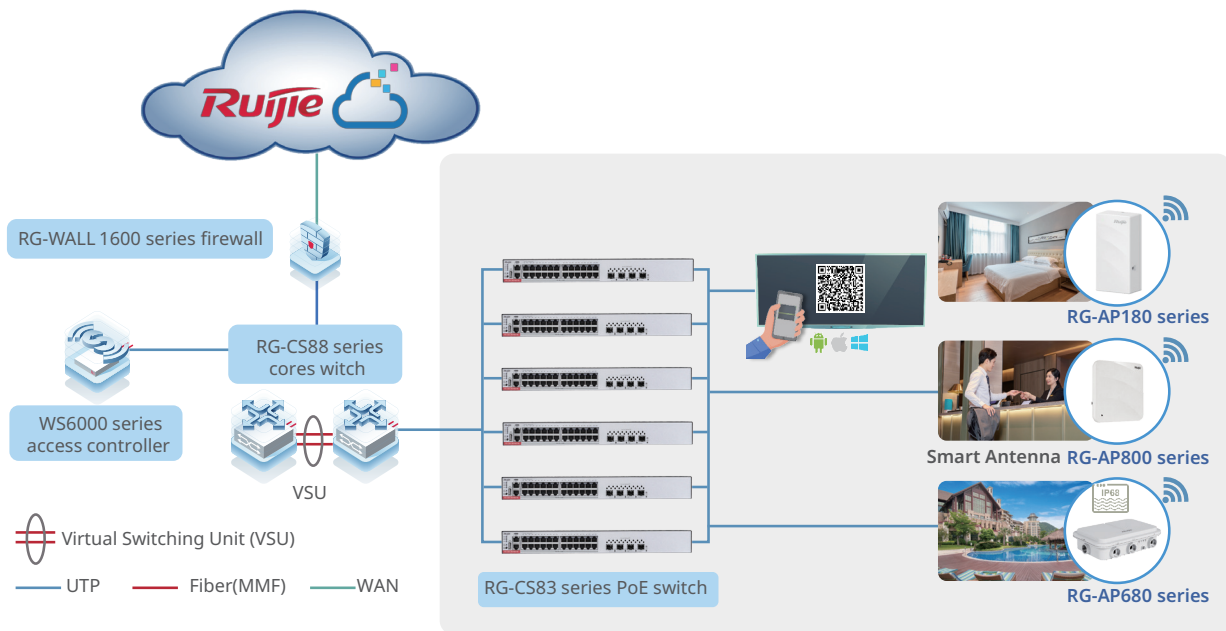 Ruijie
RG-WALL 1600 series firewall
RG-CS88 series
cores witch
WS6000 series
access controller
VSU
Virtual Switching Unit (VSU)
UTP
Fiber(MMF)
WAN
RG-CS83 series PoE switch
RG-AP180 series
Smart Antenna
RG-AP800 series
IP68
RG-AP680 series